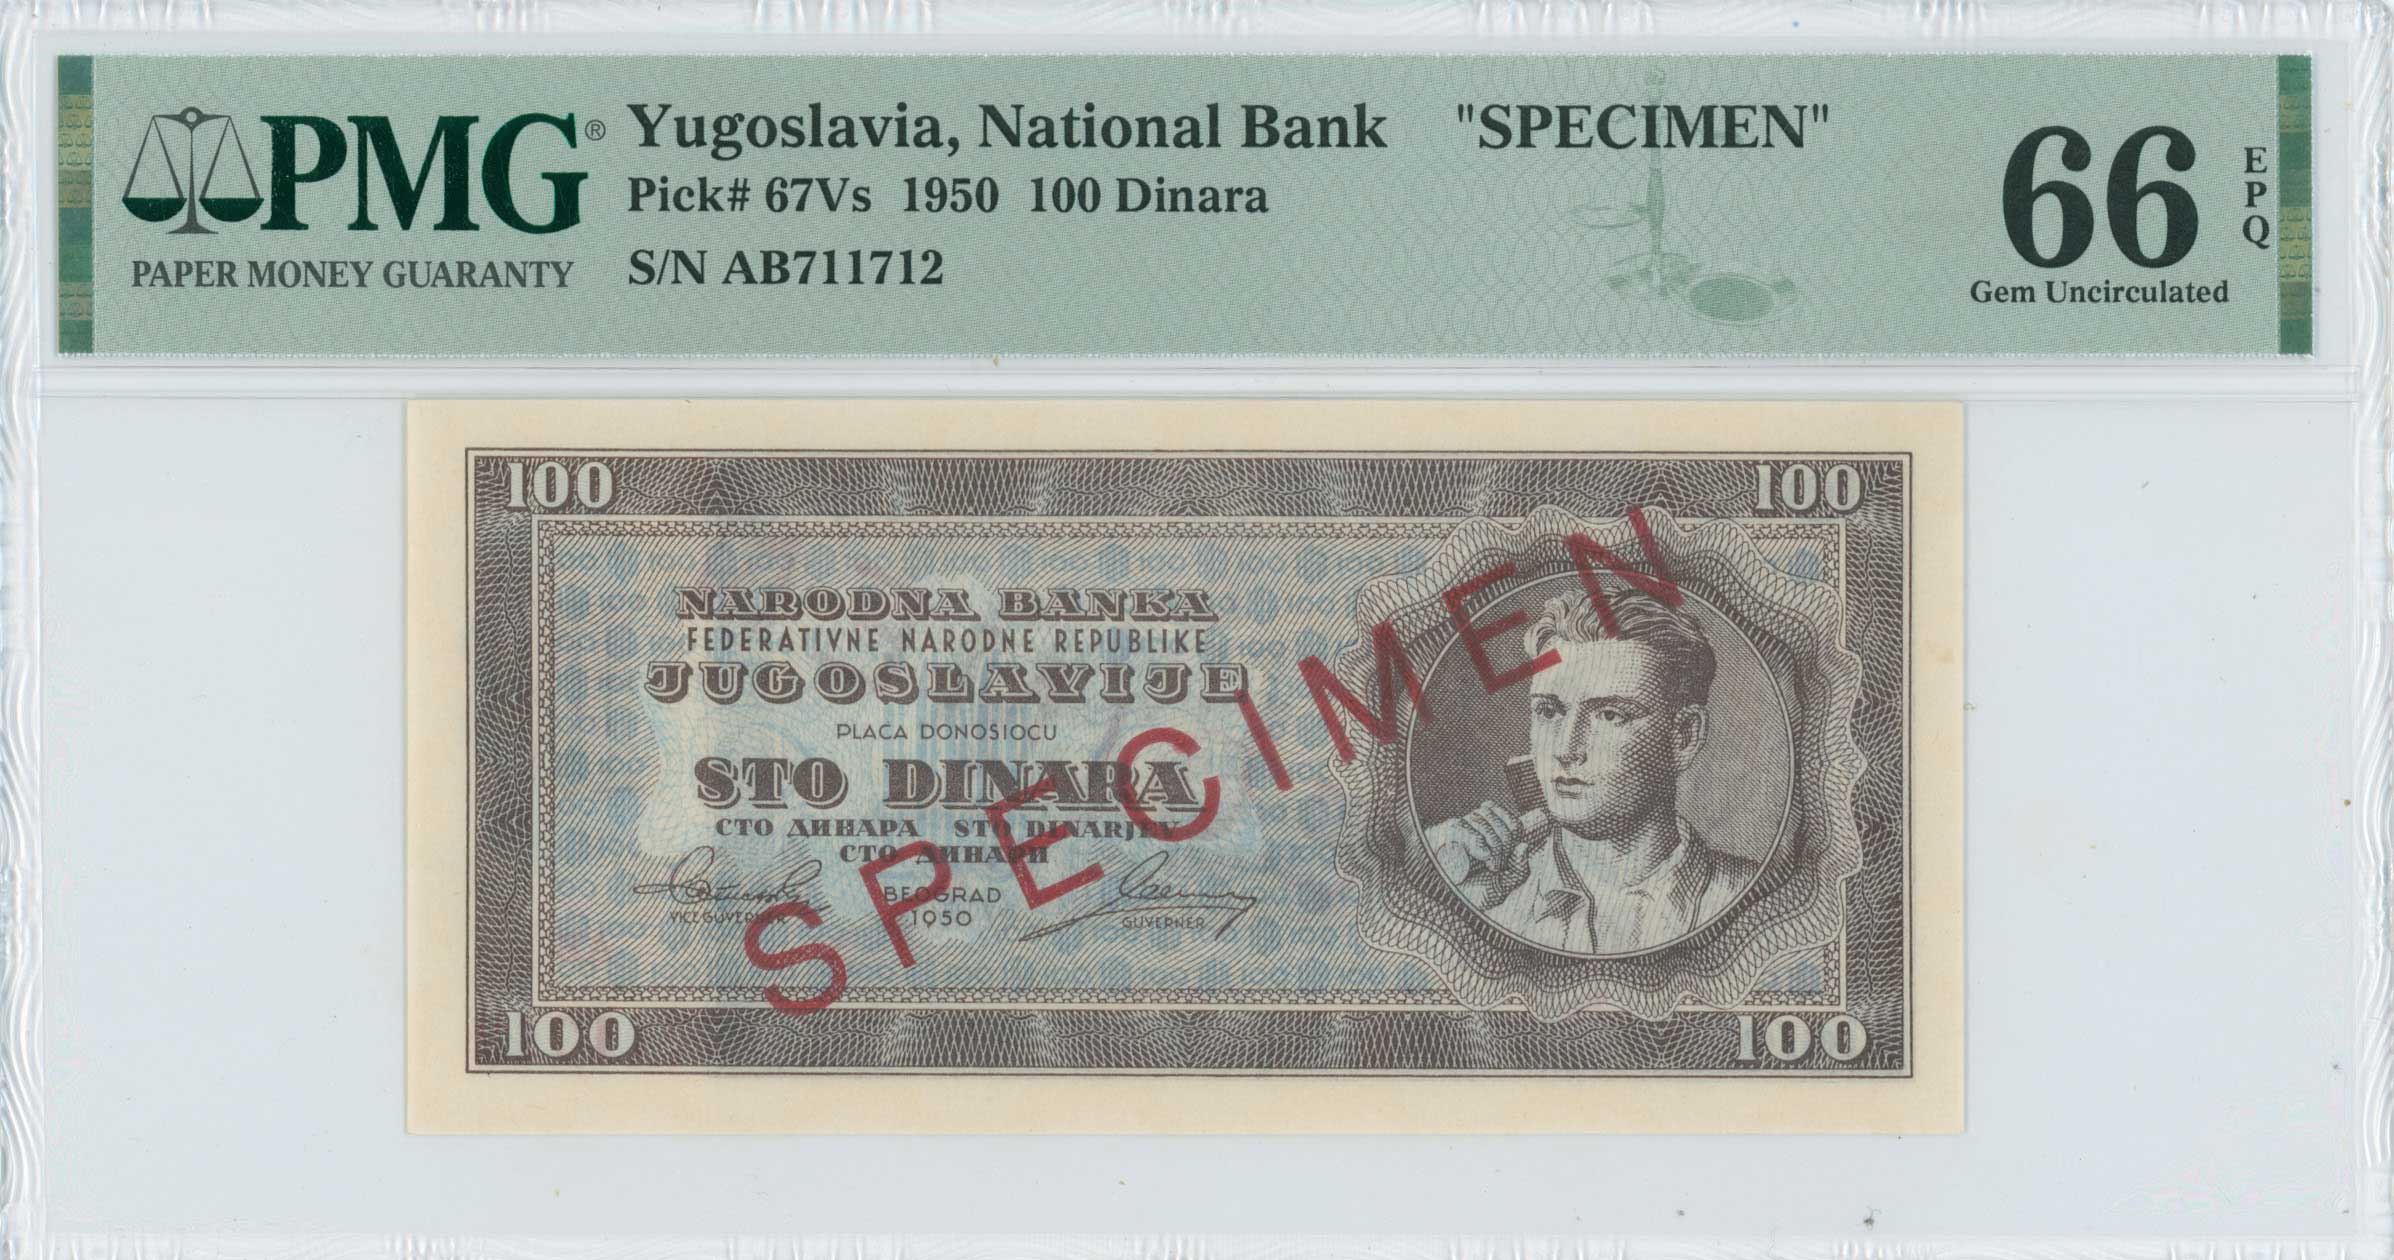 PMG®
PAPER MONEY GUARANTY
Yugoslavia, National Bank "SPECIMEN"
Pick# 67Vs 1950 100 Dinara
S/N AB711712
66 EPQ
Gem Uncirculated
100 100
NARODNA BANKA
FEDERATIVNE NARODNE REPUBLIKE
JUGOSLAVIJE
PLACA DONOSIOCU
STO DINARA
СТО ДИНАРА STO DINARJEV
СТО ДИНАРИ
BEOGRAD
1950
VICEGUVERNER GUVERNER
SPECIMEN
100 100